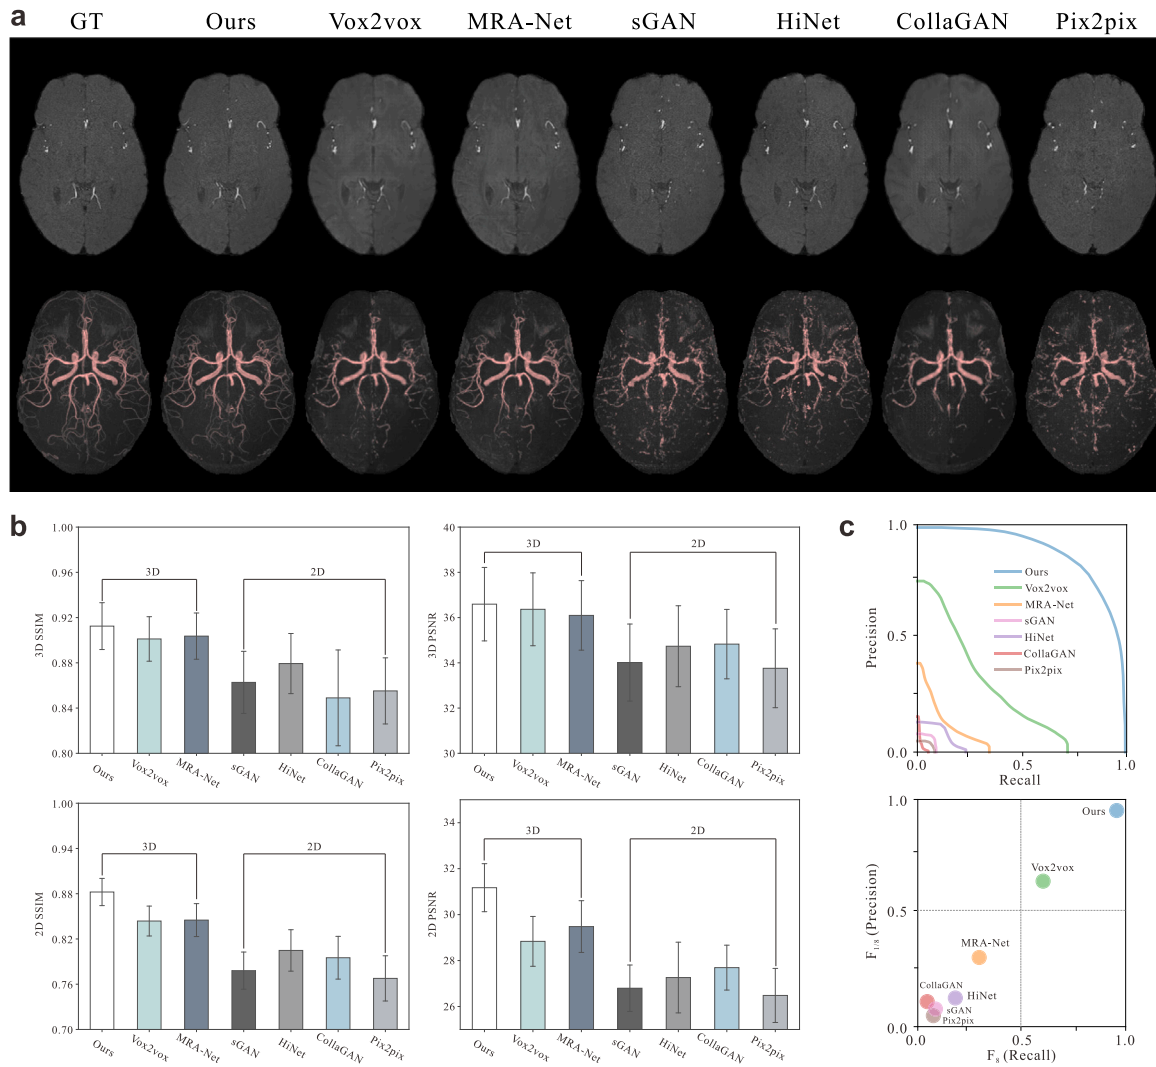 a
GT Ours Vox2vox MRA-Net sGAN HiNet CollaGAN Pix2pix
b
3D SSIM
1.00
0.96
0.92
0.88
0.84
0.80
3D
2D
Ours Vox2vox MRA-Net sGAN HiNet CollaGAN Pix2pix
3D PSNR
40
38
36
34
32
30
3D
2D
Ours Vox2vox MRA-Net sGAN HiNet CollaGAN Pix2pix
2D SSIM
1.00
2.94
0.88
0.82
0.76
0.70
3D
2D
Ours Vox2vox MRA-Net sGAN HiNet CollaGAN Pix2pix
2D PSNR
34
31
30
29
28
26
3D
2D
Ours Vox2vox MRA-Net sGAN HiNet CollaGAN Pix2pix
c
Precision
1.0
0.5
0.0
Ours
Vox2vox
MRA-Net
sGAN
HiNet
CollaGAN
Pix2pix
0.0 0.5 1.0
Recall
F1/8 (Precision)
1.0
0.5
0.0
Ours
Vox2vox
MRA-Net
CollaGAN
HiNet
sGAN
Pix2pix
0.0 0.5 1.0
F8 (Recall)